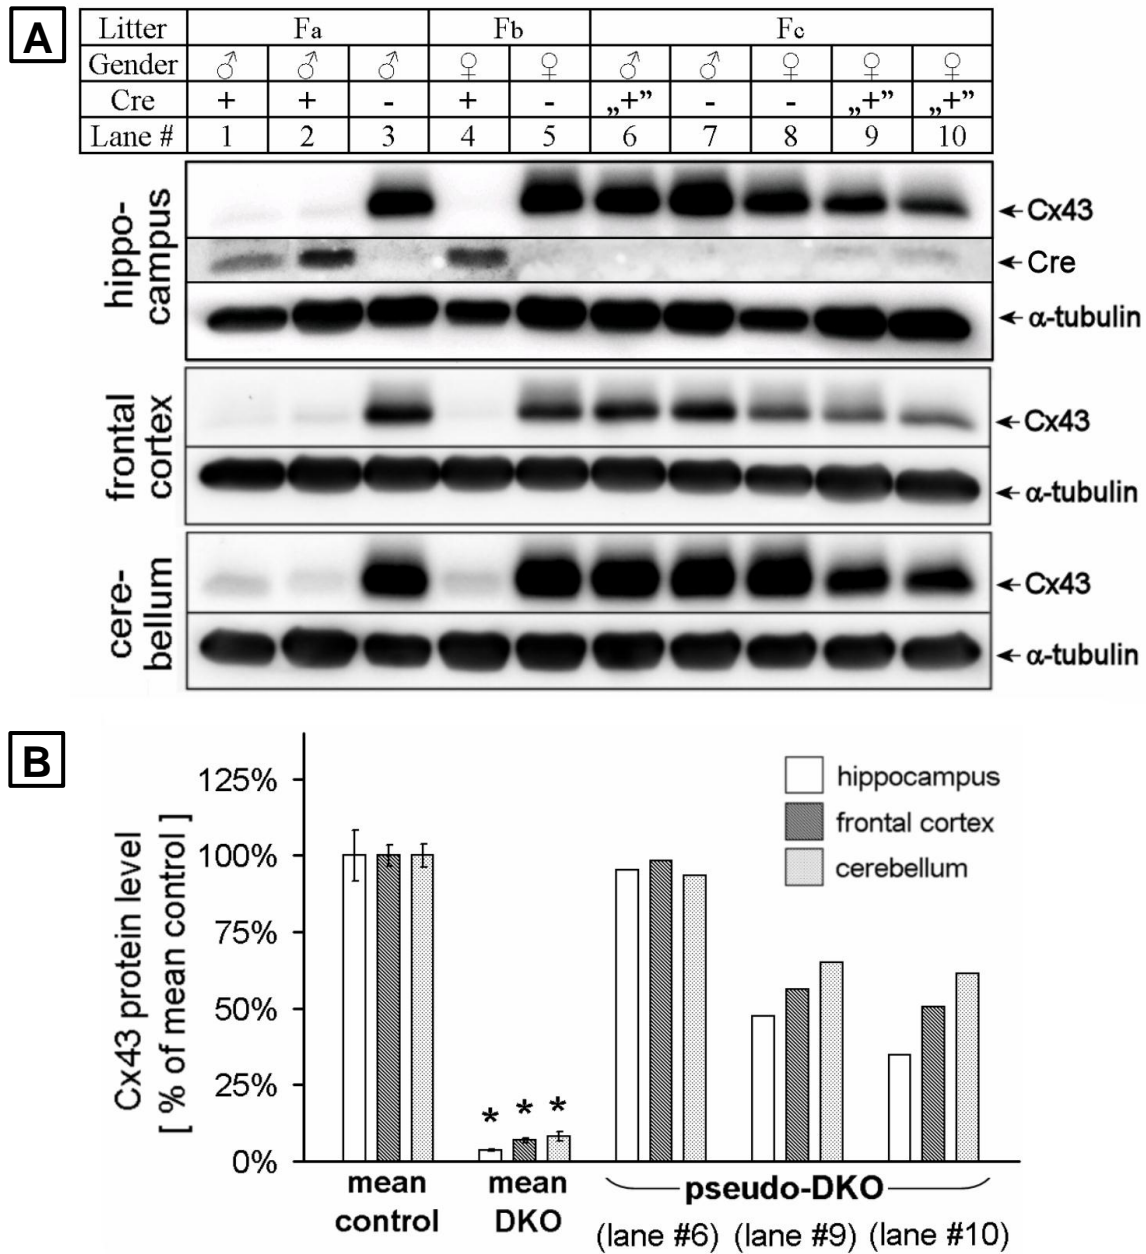 A
Litter Fa Fb Fc
Gender ♂ ♂ ♂ ♀ ♀ ♂ ♂ ♀ ♀ ♀
Cre + + - + - „+” - - „+” „+”
Lane # 1 2 3 4 5 6 7 8 9 10
hippo-
campus
←Cx43
←Cre
←α-tubulin
frontal
cortex
←Cx43
←α-tubulin
cere-
bellum
←Cx43
←α-tubulin
B
Cx43 protein level
[ % of mean control ]
125%
100%
75%
50%
25%
0%
hippocampus
frontal cortex
cerebellum
* * *
mean
control
mean
DKO
pseudo-DKO
(lane #6) (lane #9) (lane #10)